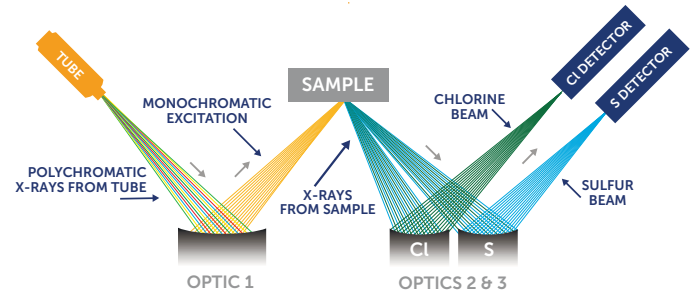 TUBE
SAMPLE
Cl DETECTOR
S DETECTOR
MONOCHROMATIC
EXCITATION
CHLORINE
BEAM
POLYCHROMATIC
X-RAYS FROM TUBE
X-RAYS
FROM SAMPLE
SULFUR
BEAM
Cl
S
OPTIC 1
OPTICS 2 & 3